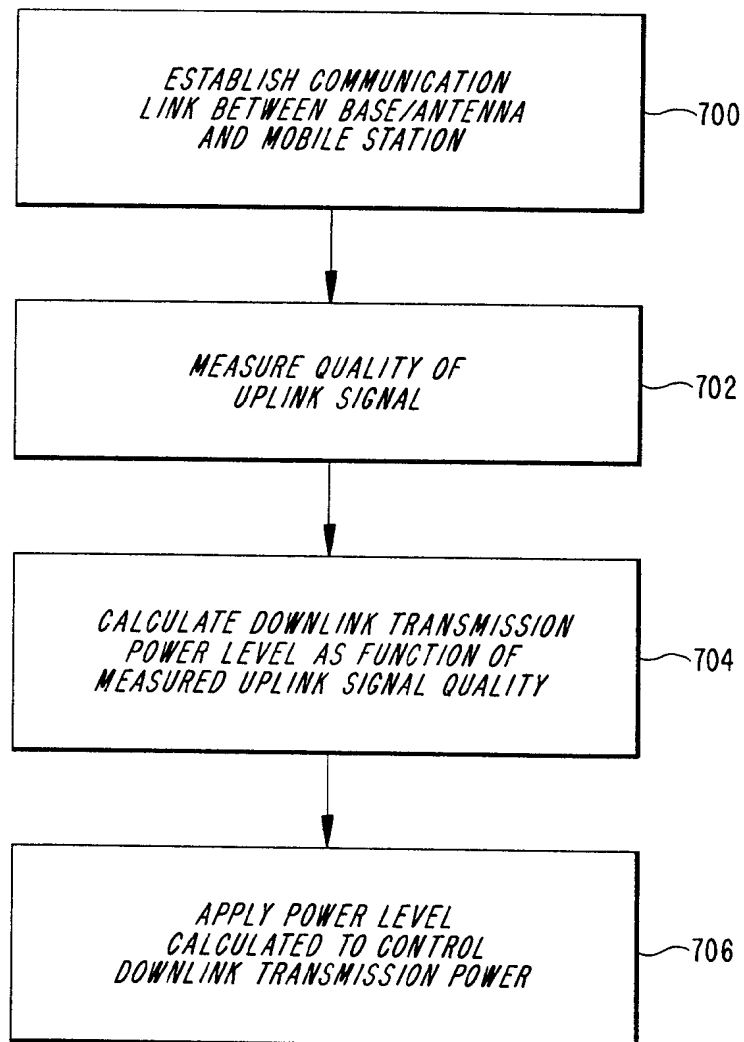 ESTABLISH COMMUNICATION
LINK BETWEEN BASE/ANTENNA
AND MOBILE STATION
700
MEASURE QUALITY OF
UPLINK SIGNAL
702
CALCULATE DOWNLINK TRANSMISSION
POWER LEVEL AS FUNCTION OF
MEASURED UPLINK SIGNAL QUALITY
704
APPLY POWER LEVEL
CALCULATED TO CONTROL
DOWNLINK TRANSMISSION POWER
706